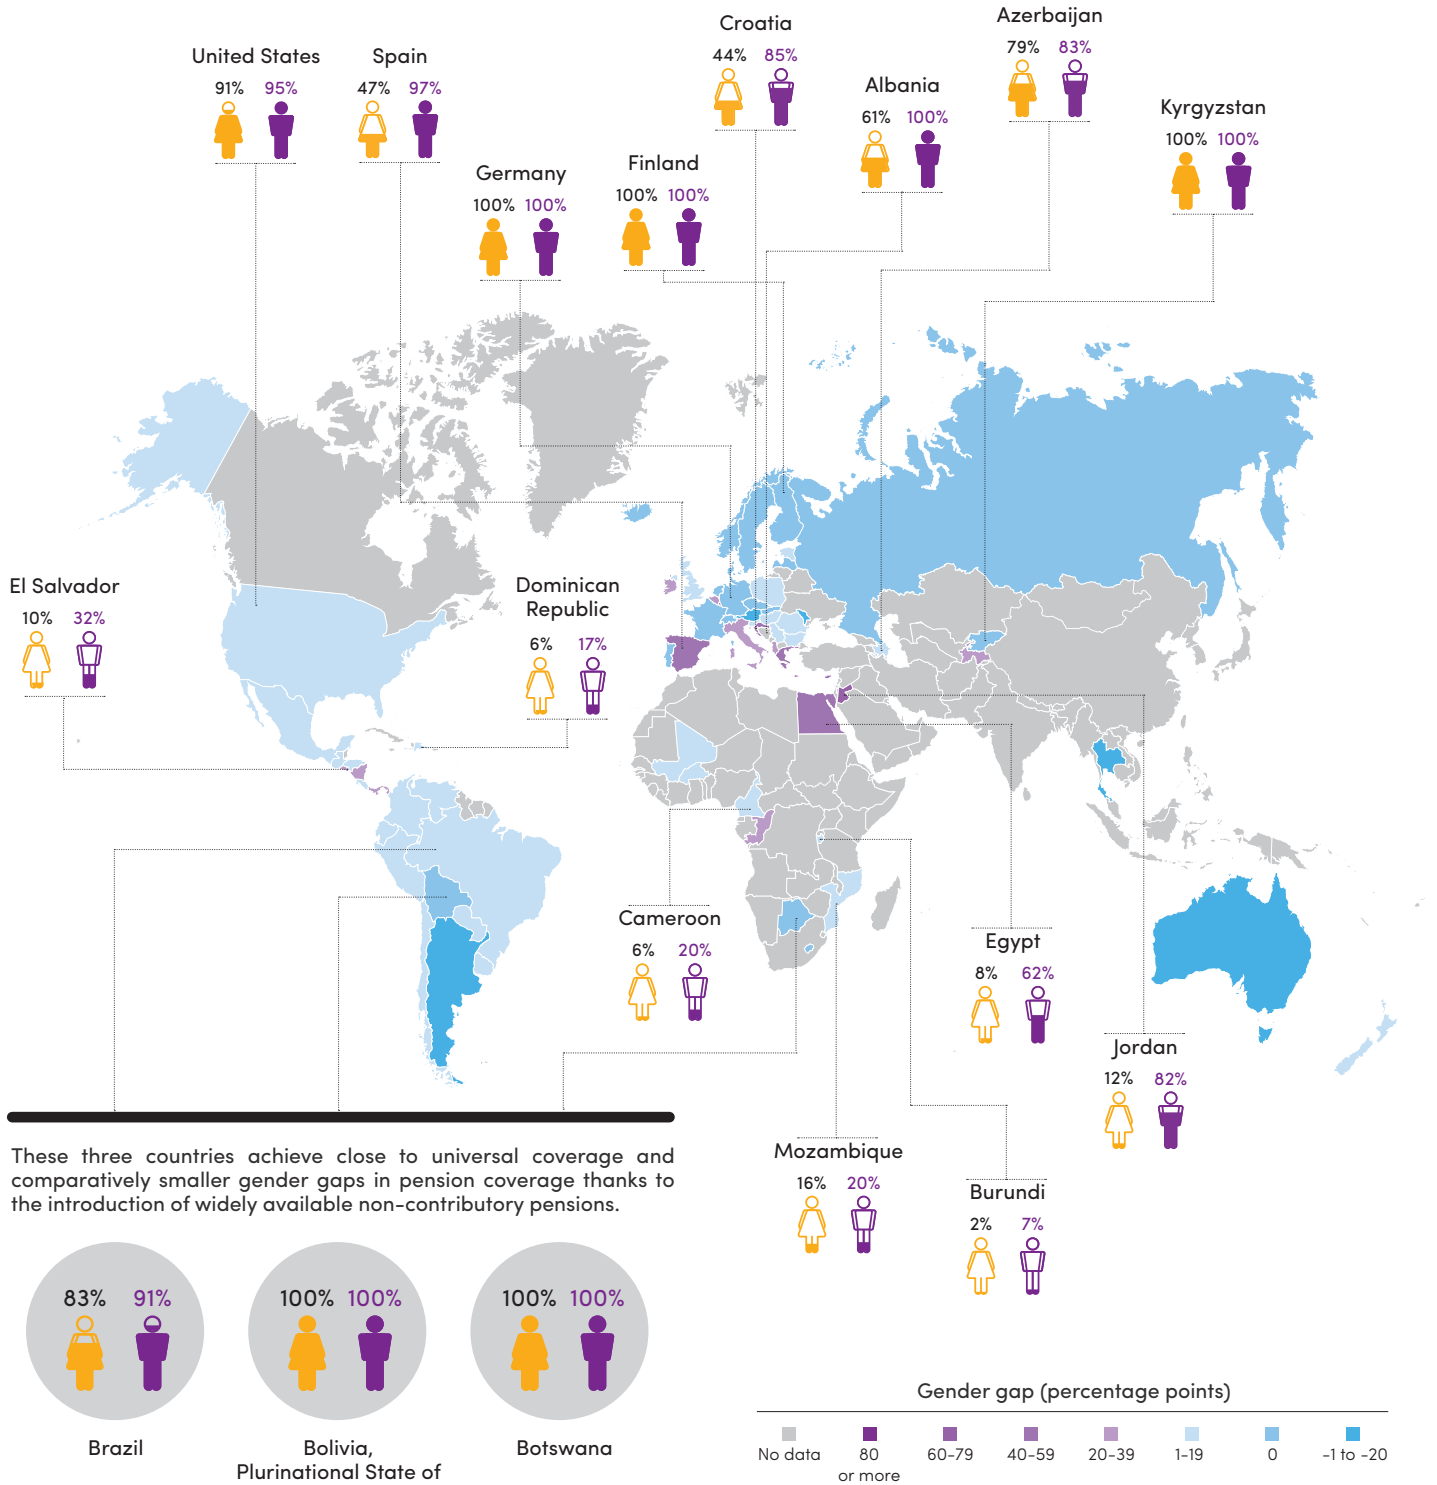 Croatia
44% 85%
Azerbaijan
79% 83%
United States
91% 95%
Spain
47% 97%
Albania
61% 100%
Kyrgyzstan
100% 100%
Germany
100% 100%
Finland
100% 100%
El Salvador
10% 32%
Dominican
Republic
6% 17%
Cameroon
6% 20%
Egypt
8% 62%
Jordan
12% 82%
Mozambique
16% 20%
Burundi
2% 7%
These three countries achieve close to universal coverage and
comparatively smaller gender gaps in pension coverage thanks to
the introduction of widely available non-contributory pensions.
83% 91%
Brazil
100% 100%
Bolivia,
Plurinational State of
100% 100%
Botswana
Gender gap (percentage points)
No data
80
or more
60-79
40-59
20-39
1-19
0
-1 to -20